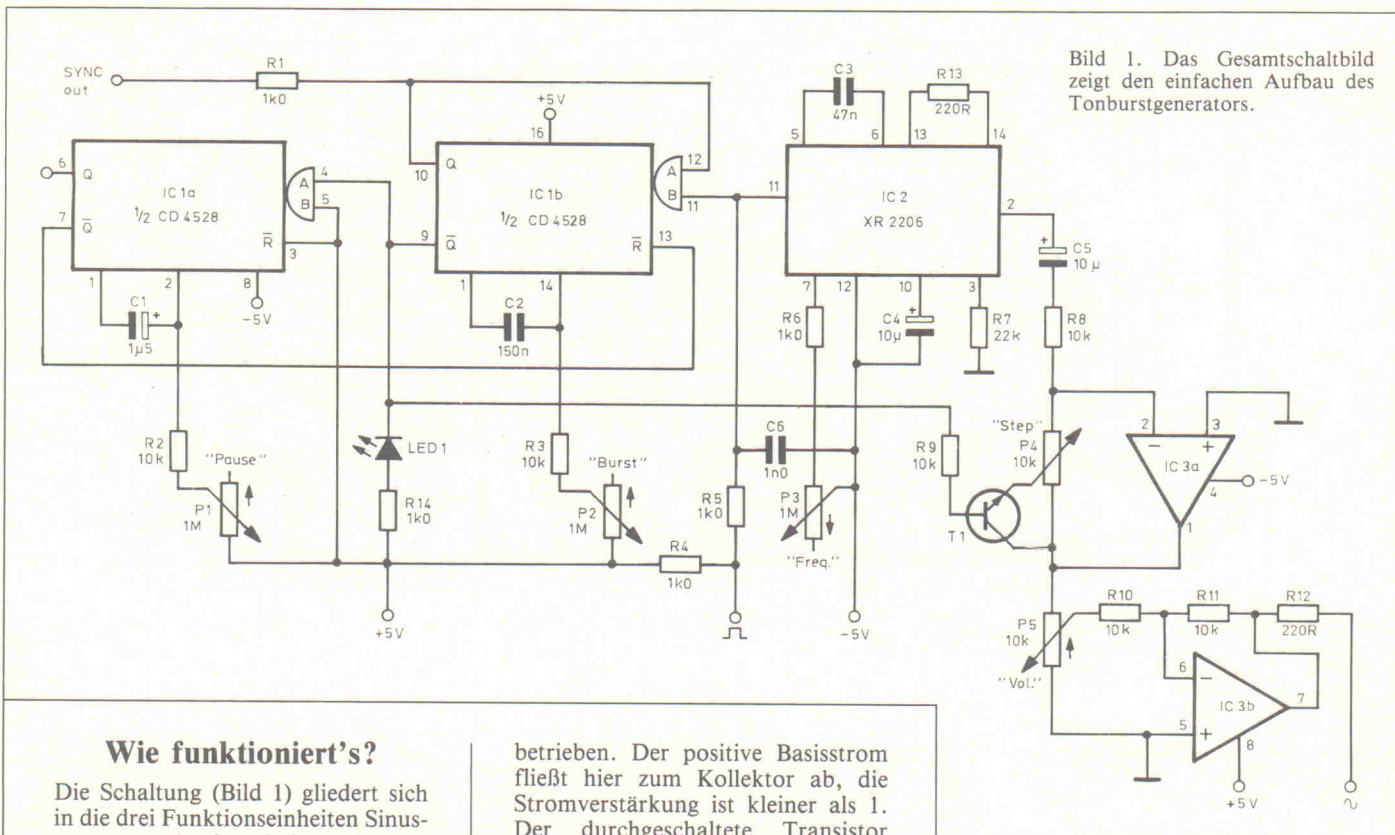 Bild 1. Das Gesamtschaltbild
zeigt den einfachen Aufbau des
Tonburstgenerators.
SYNC
out
R1
1k0
+5V
16
C3
47n
R13
220R
5
6
13
14
6
Q
IC 1a
½ CD 4528
7
Q̅
A
4
B
5
R̅
3
1
2
8
-5V
C1
+
1µ5
Q
10
IC 1b
½ CD 4528
9
Q̅
A
12
B
11
R̅
13
1
14
C2
150n
11
IC 2
XR 2206
2
7
12
10
3
C5
+
10µ
R6
1k0
C4
10µ
+
R7
22k
R8
10k
R2
10k
"Pause"
P1
1M
LED1
R14
1k0
R3
10k
"Burst"
P2
1M
C6
1n0
R5
1k0
R4
1k0
P3
1M
"Freq."
R9
10k
T1
"Step"
P4
10k
2
-
3
+
IC 3a
4
-5V
1
+5V
-5V
P5
10k
"Vol."
R10
10k
R11
10k
R12
220R
6
-
5
+
IC 3b
7
8
+5V
∿
Wie funktioniert's?
Die Schaltung (Bild 1) gliedert sich
in die drei Funktionseinheiten Sinus-
betrieben. Der positive Basisstrom
fließt hier zum Kollektor ab, die
Stromverstärkung ist kleiner als 1.
Der durchgeschaltete Transistor